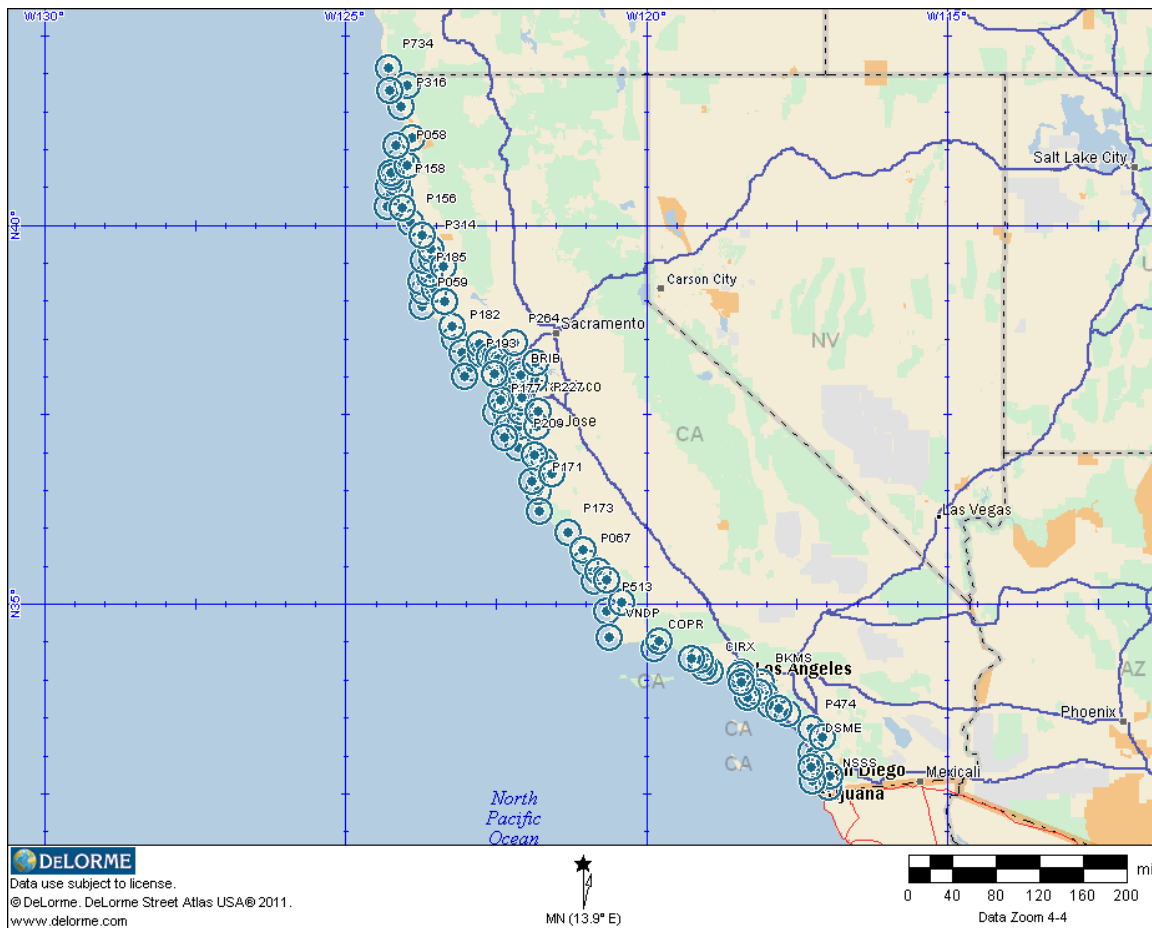 W130°
W125°
W120°
W115°
P734
P316
P058
P158
P156
N40°
P314
P185
P059
P182
P264
Sacramento
Carson City
Salt Lake City
NV
P193
BRIB
P177
P227
CO
P209
Jose
CA
P171
P173
Las Vegas
P067
N35°
P513
VNDP
COPR
CIRX
BKMS
Los Angeles
CA
AZ
P474
Phoenix
CA
DSME
CA
NSSS
Diego
Mexicali
juana
North
Pacific
Ocean
DELORME
Data use subject to license.
© DeLorme. DeLorme Street Atlas USA® 2011.
www.delorme.com
MN (13.9° E)
mi
0 40 80 120 160 200
Data Zoom 4-4